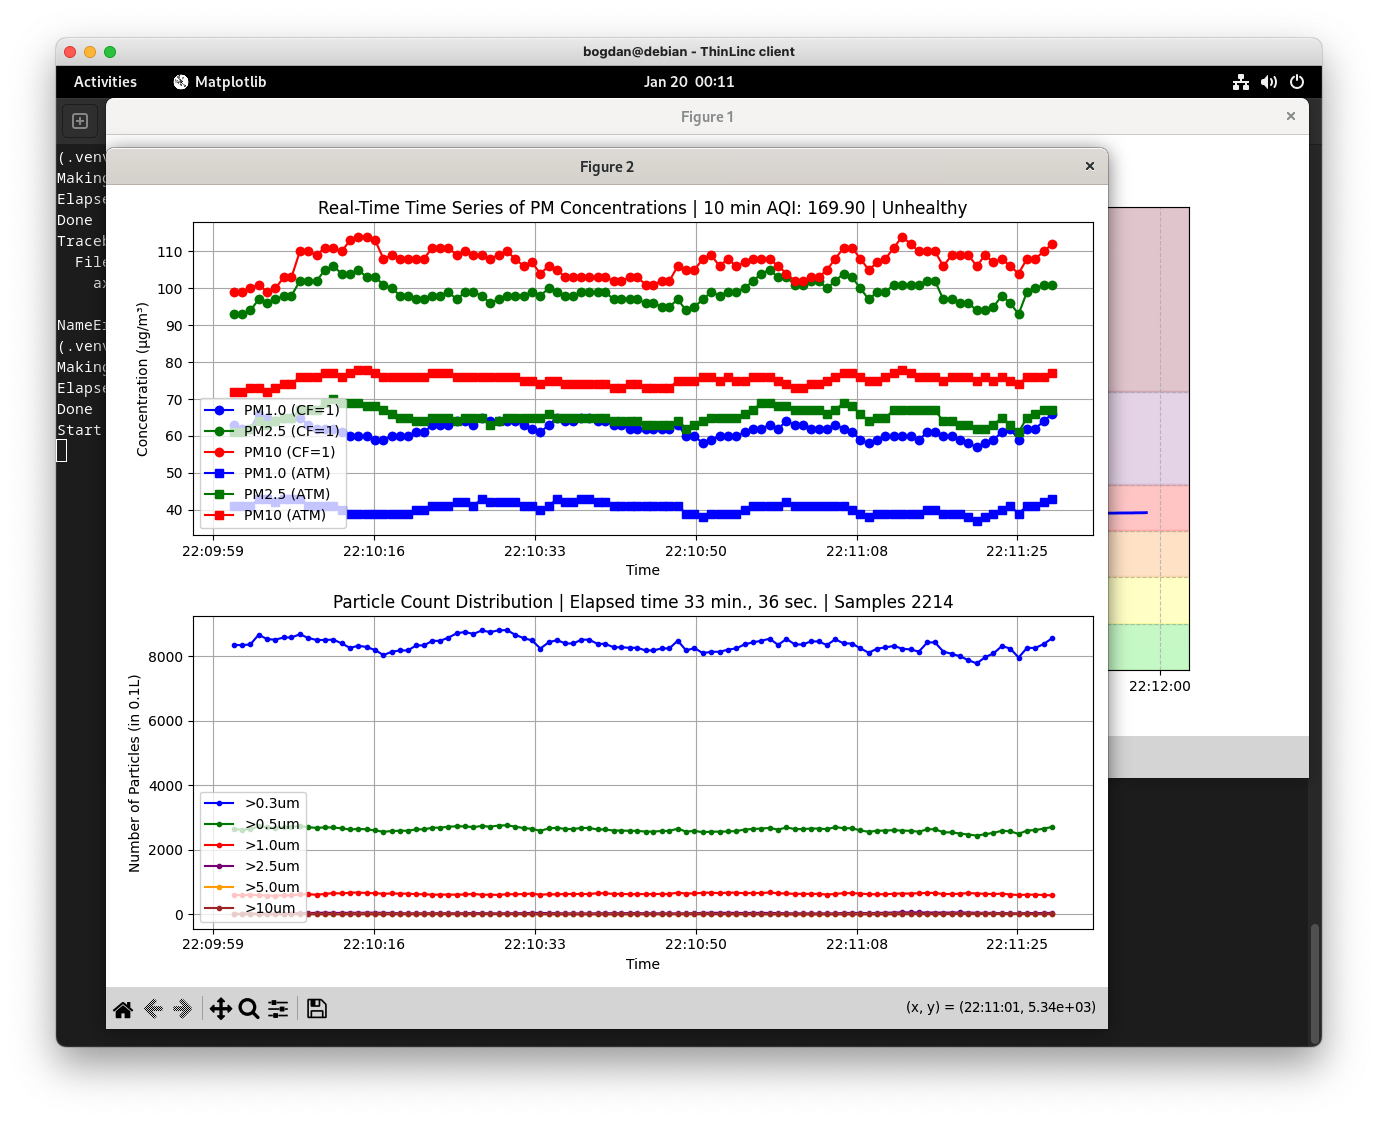 bogdan@debian - ThinLinc client
Activities
Matplotlib
Jan 20 00:11
Figure 1
(.venv
Making
Elapse
Done
Traceb
File
ax
NameE
(.venv
Making
Elapse
Done
Start
Figure 2
Real-Time Time Series of PM Concentrations | 10 min AQI: 169.90 | Unhealthy
Concentration (µg/m³)
110
100
90
80
70
60
50
40
PM1.0 (CF=1)
PM2.5 (CF=1)
PM10 (CF=1)
PM1.0 (ATM)
PM2.5 (ATM)
PM10 (ATM)
22:09:59 22:10:16 22:10:33 22:10:50 22:11:08 22:11:25
Time
Particle Count Distribution | Elapsed time 33 min., 36 sec. | Samples 2214
Number of Particles (in 0.1L)
8000
6000
4000
2000
0
>0.3um
>0.5um
>1.0um
>2.5um
>5.0um
>10um
22:09:59 22:10:16 22:10:33 22:10:50 22:11:08 22:11:25
Time
22:12:00
(x, y) = (22:11:01, 5.34e+03)